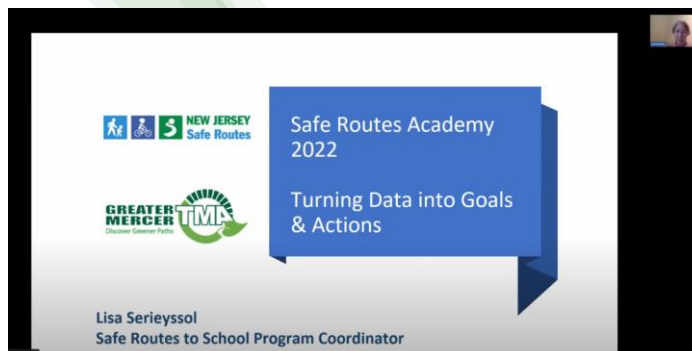 NEW JERSEY
Safe Routes
GREATER
MERCER TMA
Discover Greener Paths
Safe Routes Academy
2022
Turning Data into Goals
& Actions
Lisa Serieyssol
Safe Routes to School Program Coordinator